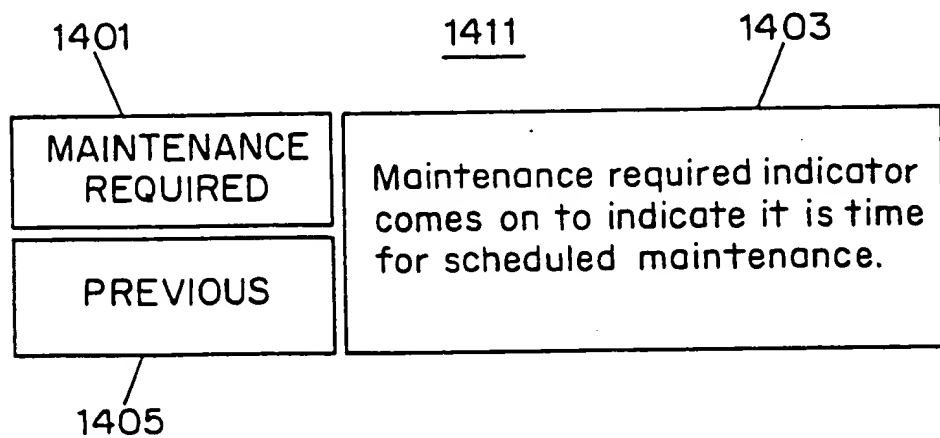 1401
1411
1403
MAINTENANCE
REQUIRED
Maintenance required indicator
comes on to indicate it is time
for scheduled maintenance.
PREVIOUS
1405